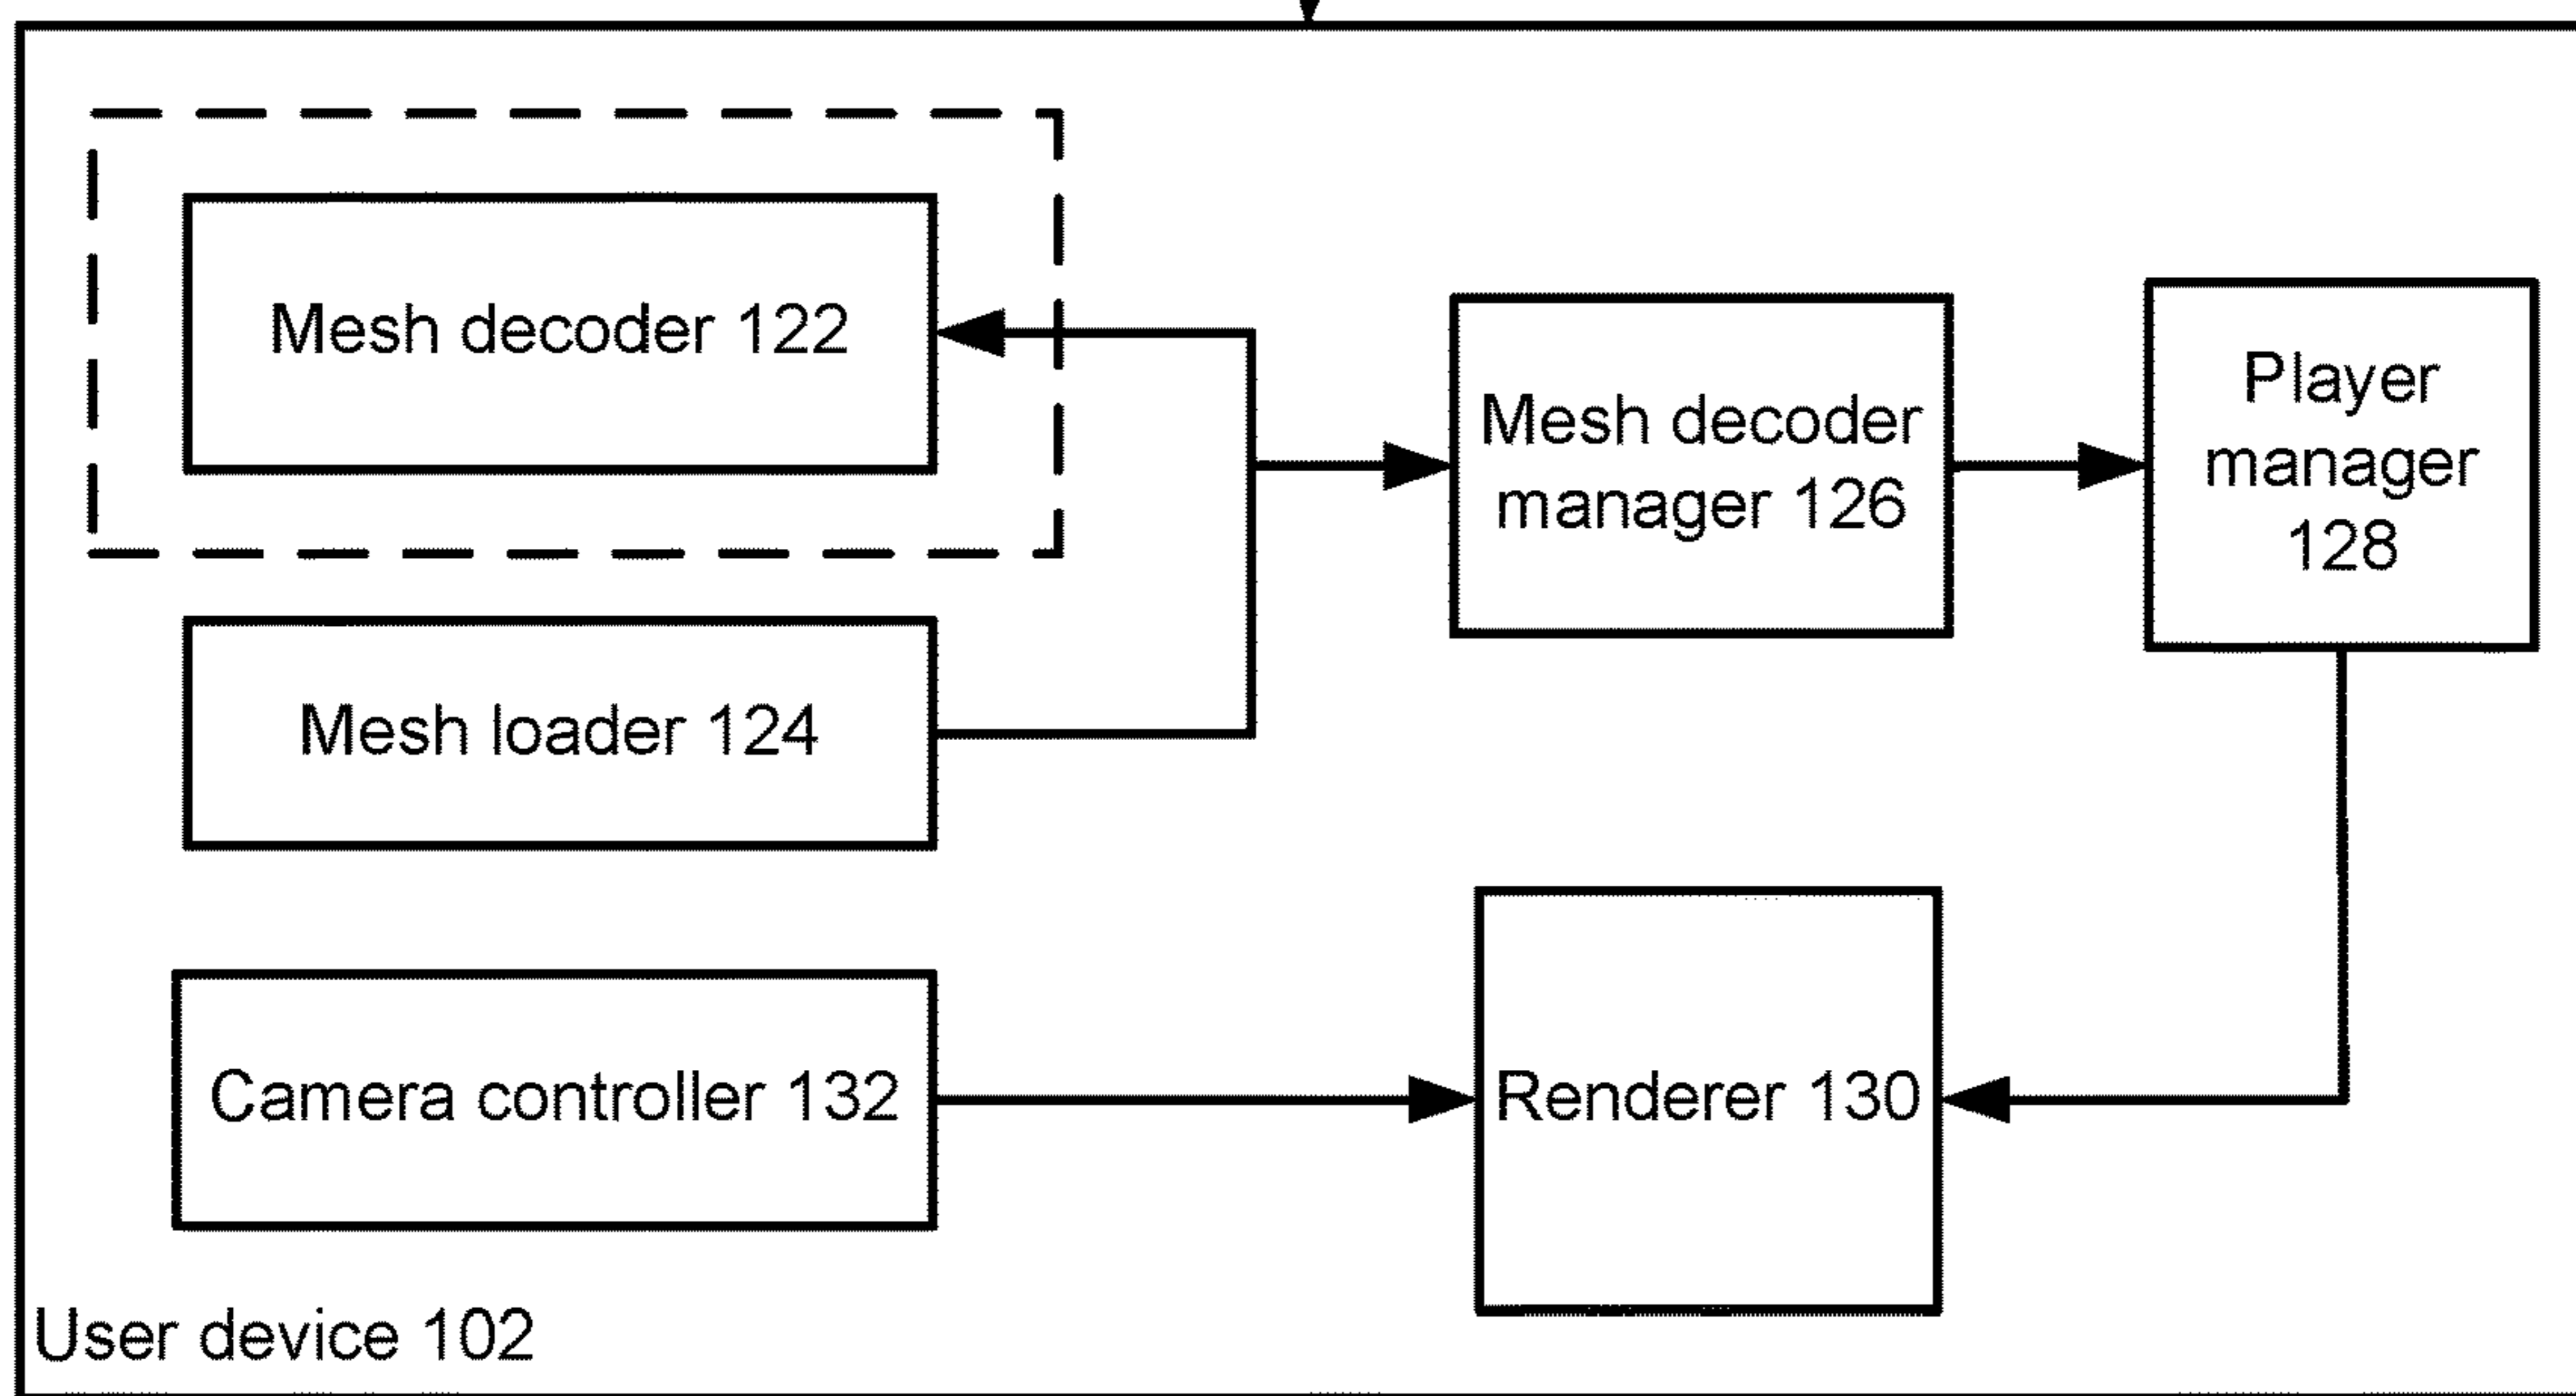 Mesh decoder 122
Mesh decoder
manager 126
Player
manager
128
Mesh loader 124
Camera controller 132
Renderer 130
User device 102